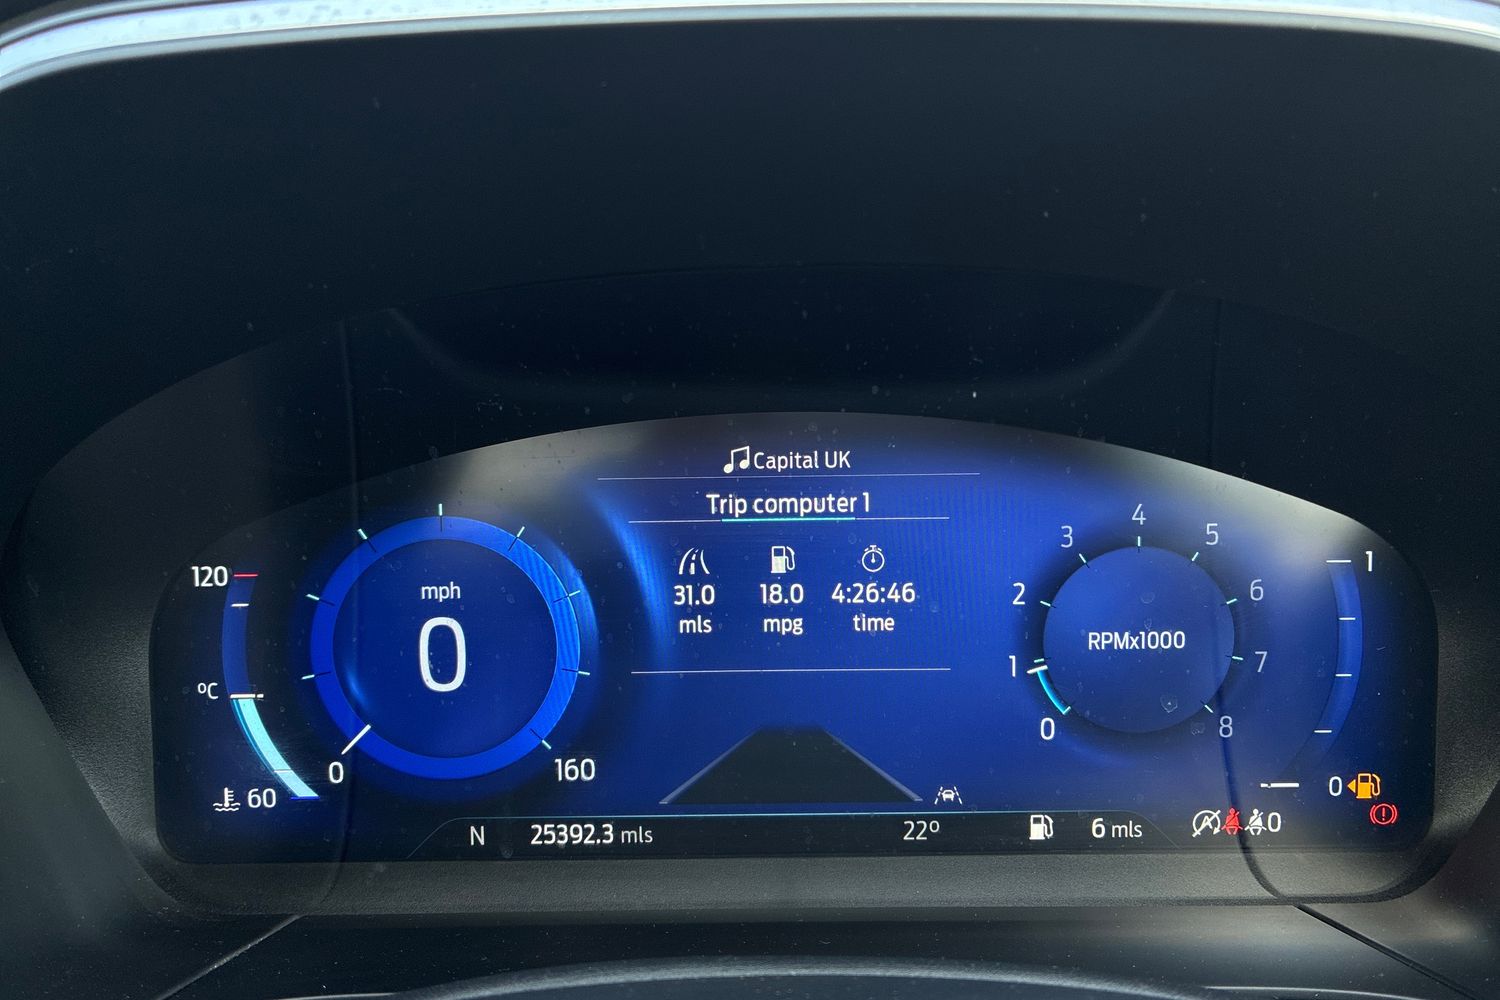 Capital UK
Trip computer 1
31.0 18.0 4:26:46
mls mpg time
120
°C
60
mph
0
0 160
RPMx1000
0 1 2 3 4 5 6 7 8
1
0
N 25392.3 mls 22° 6 mls 0